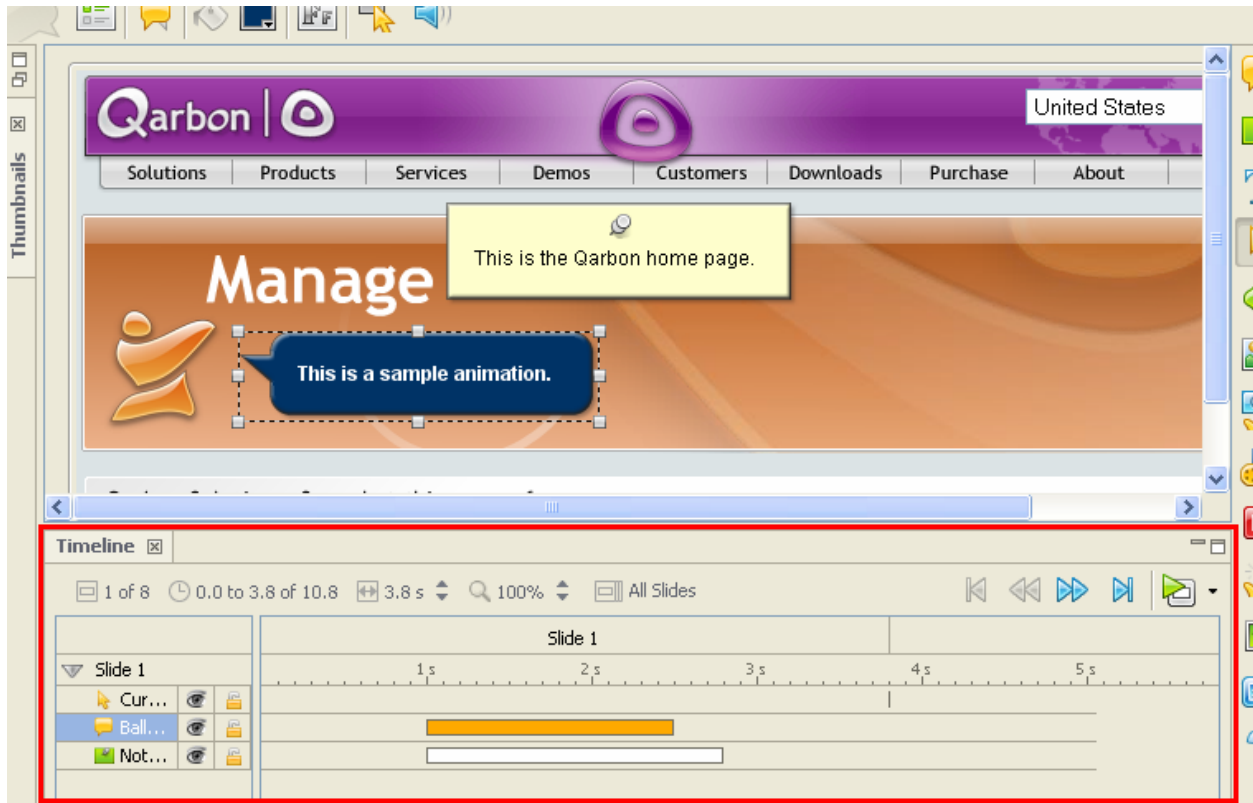 Thumbnails
Qarbon
United States
Solutions Products Services Demos Customers Downloads Purchase About
This is the Qarbon home page.
Manage
This is a sample animation.
Timeline
1 of 8 0.0 to 3.8 of 10.8 3.8 s 100% All Slides
Slide 1
Slide 1 1 s 2 s 3 s 4 s 5 s
Cur...
Ball...
Not...